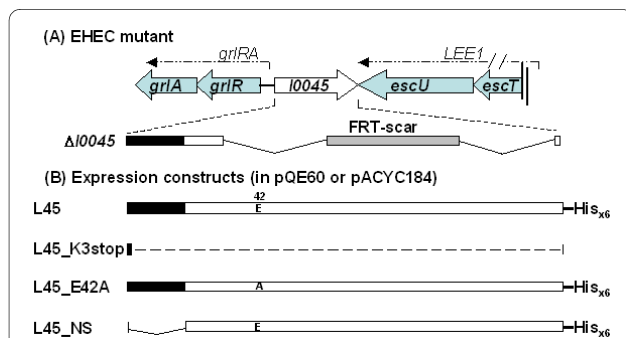 (A) EHEC mutant
grlRA
LEE1
grlA
grlR
l0045
escU
escT
Δl0045
FRT-scar
(B) Expression constructs (in pQE60 or pACYC184)
42
L45
E
His x6
L45_K3stop
L45_E42A
A
His x6
L45_NS
E
His x6